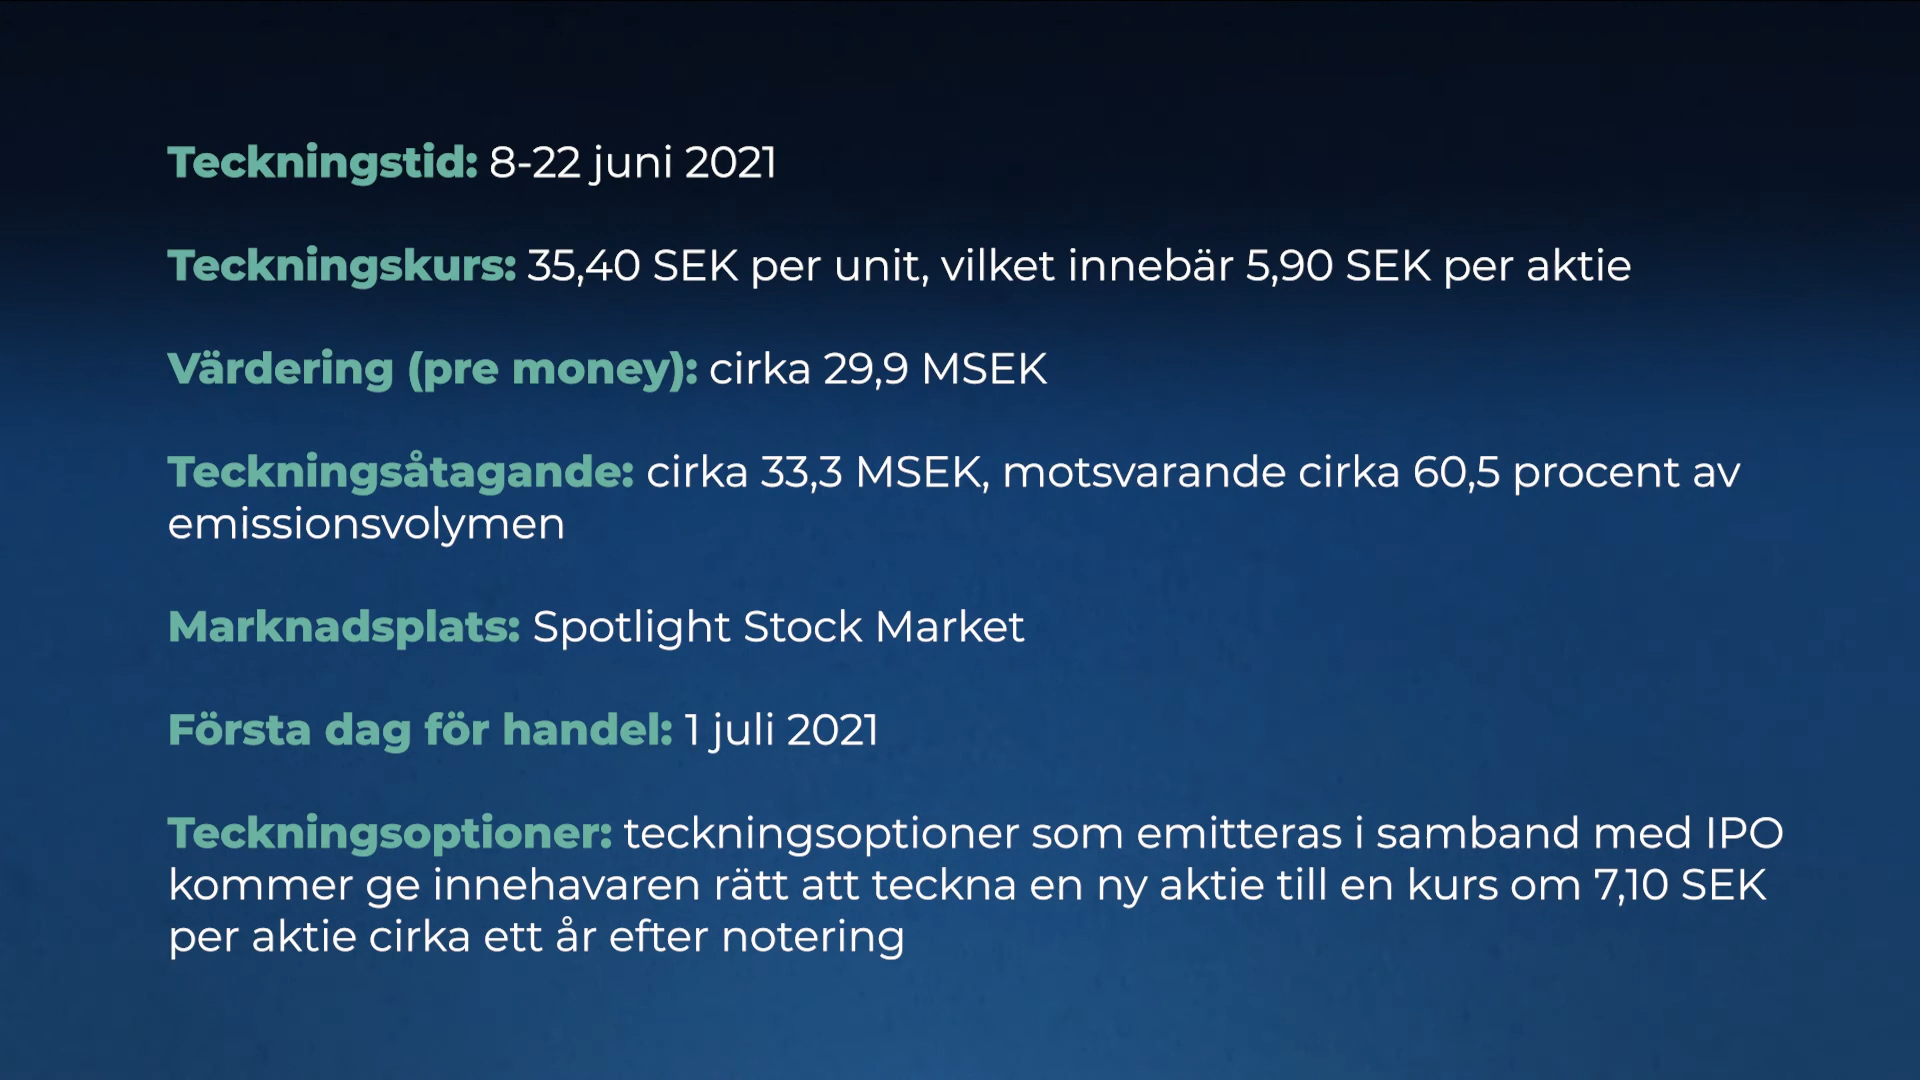 Teckningstid: 8-22 juni 2021
Teckningskurs: 35,40 SEK per unit, vilket innebär 5,90 SEK per aktie
Värdering (pre money): cirka 29,9 MSEK
Teckningsåtagande: cirka 33,3 MSEK, motsvarande cirka 60,5 procent av
emissionsvolymen
Marknadsplats: Spotlight Stock Market
Första dag för handel: 1 juli 2021
Teckningsoptioner: teckningsoptioner som emitteras i samband med IPO
kommer ge innehavaren rätt att teckna en ny aktie till en kurs om 7,10 SEK
per aktie cirka ett år efter notering